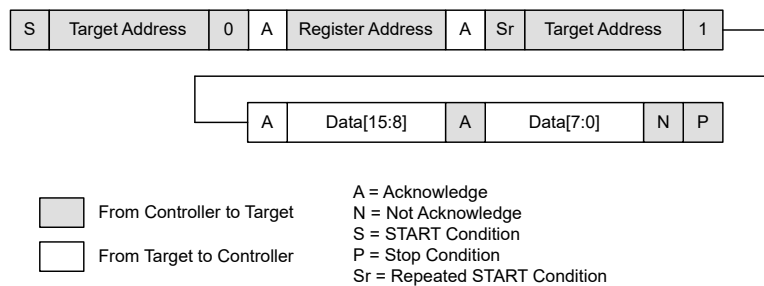 S Target Address 0 A Register Address A Sr Target Address 1
A Data[15:8] A Data[7:0] N P
From Controller to Target
From Target to Controller
A = Acknowledge
N = Not Acknowledge
S = START Condition
P = Stop Condition
Sr = Repeated START Condition